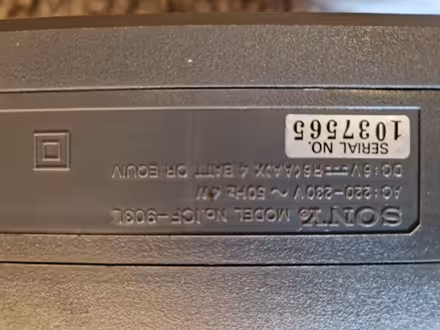 SONY® MODEL No.ICF-903L
AC: 220-230V ~ 50Hz 4W
DC: 6V R6(AA)X 4 BATT OR EQUIV
SERIAL NO.
1037565